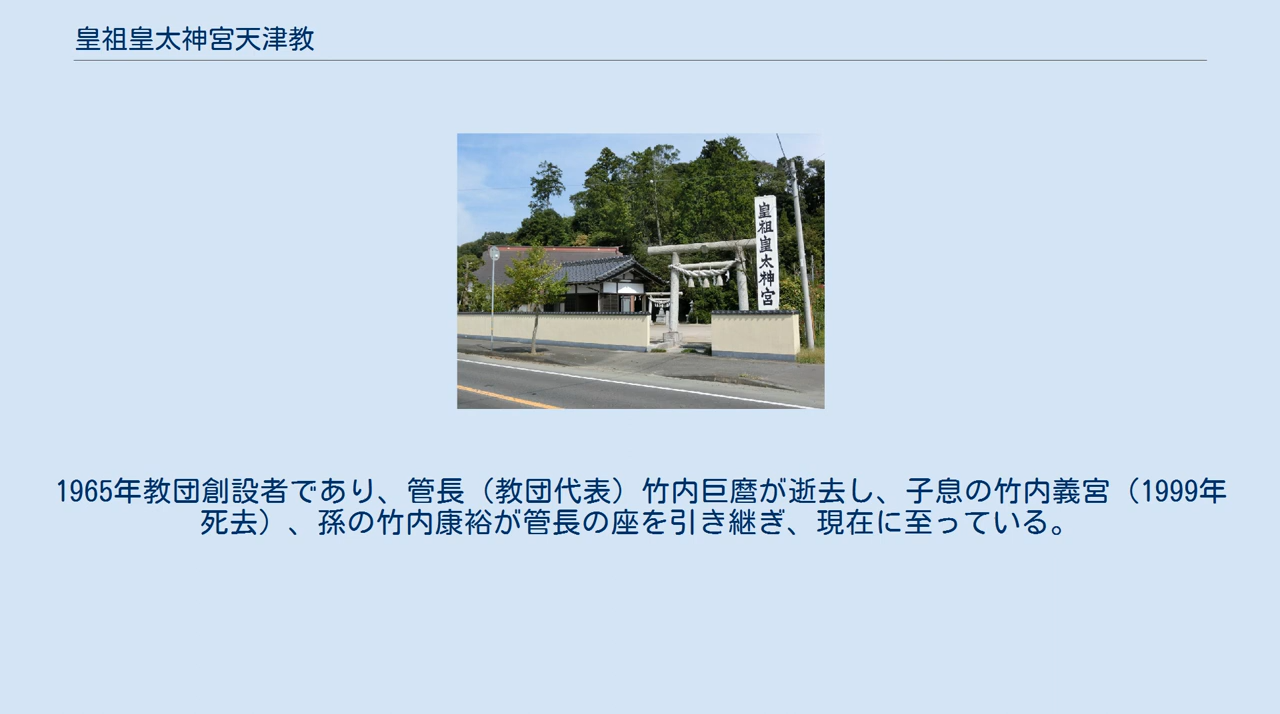 皇祖皇太神宮天津教
皇祖皇太神宮
1965年教団創設者であり、管長（教団代表）竹内巨麿が逝去し、子息の竹内義宮（1999年
死去）、孫の竹内康裕が管長の座を引き継ぎ、現在に至っている。